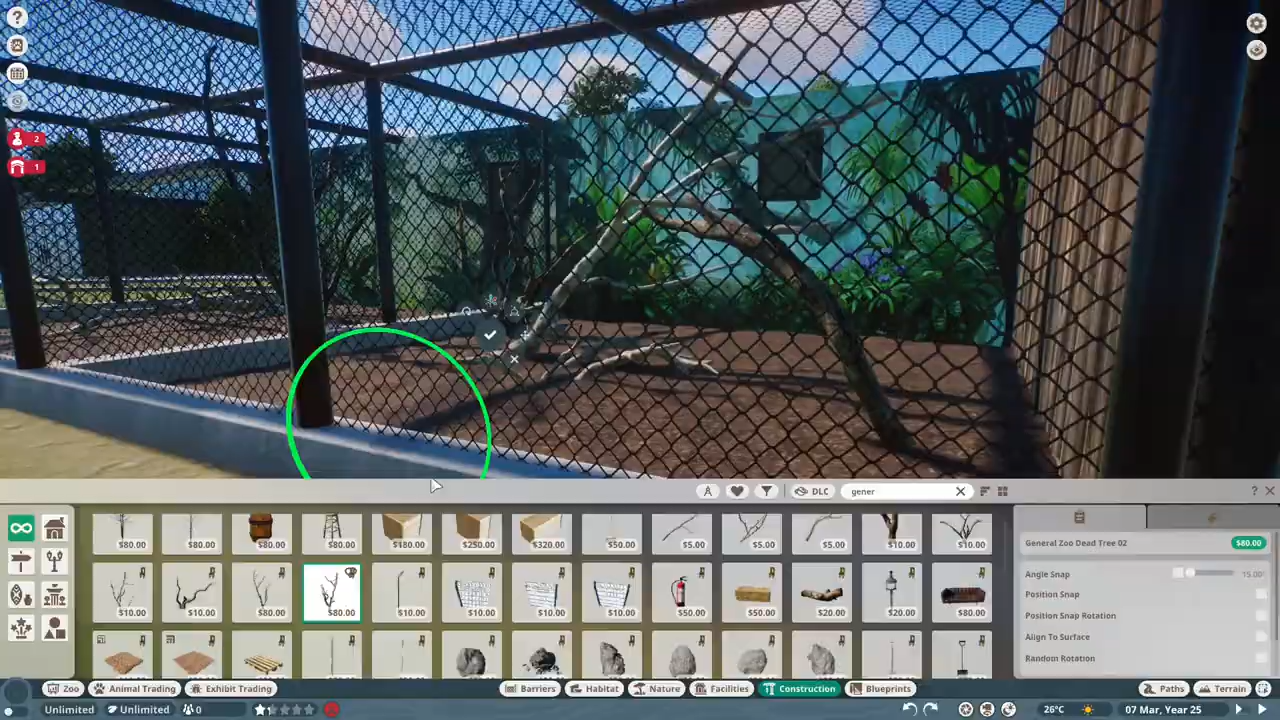 ?
2
1
DLC
gener
?
$80.00 $80.00 $80.00 $80.00 $180.00 $250.00 $320.00 $50.00 $5.00 $5.00 $5.00 $10.00 $10.00
General Zoo Dead Tree 02 $80.00
Angle Snap 15.00°
$10.00 $10.00 $80.00 $80.00 $10.00 $10.00 $10.00 $10.00 $50.00 $50.00 $20.00 $20.00 $80.00
Position Snap
Position Snap Rotation
Align To Surface
Random Rotation
Zoo Animal Trading Exhibit Trading Barriers Habitat Nature Facilities Construction Blueprints Paths Terrain
Unlimited Unlimited 0 26°C 07 Mar, Year 25